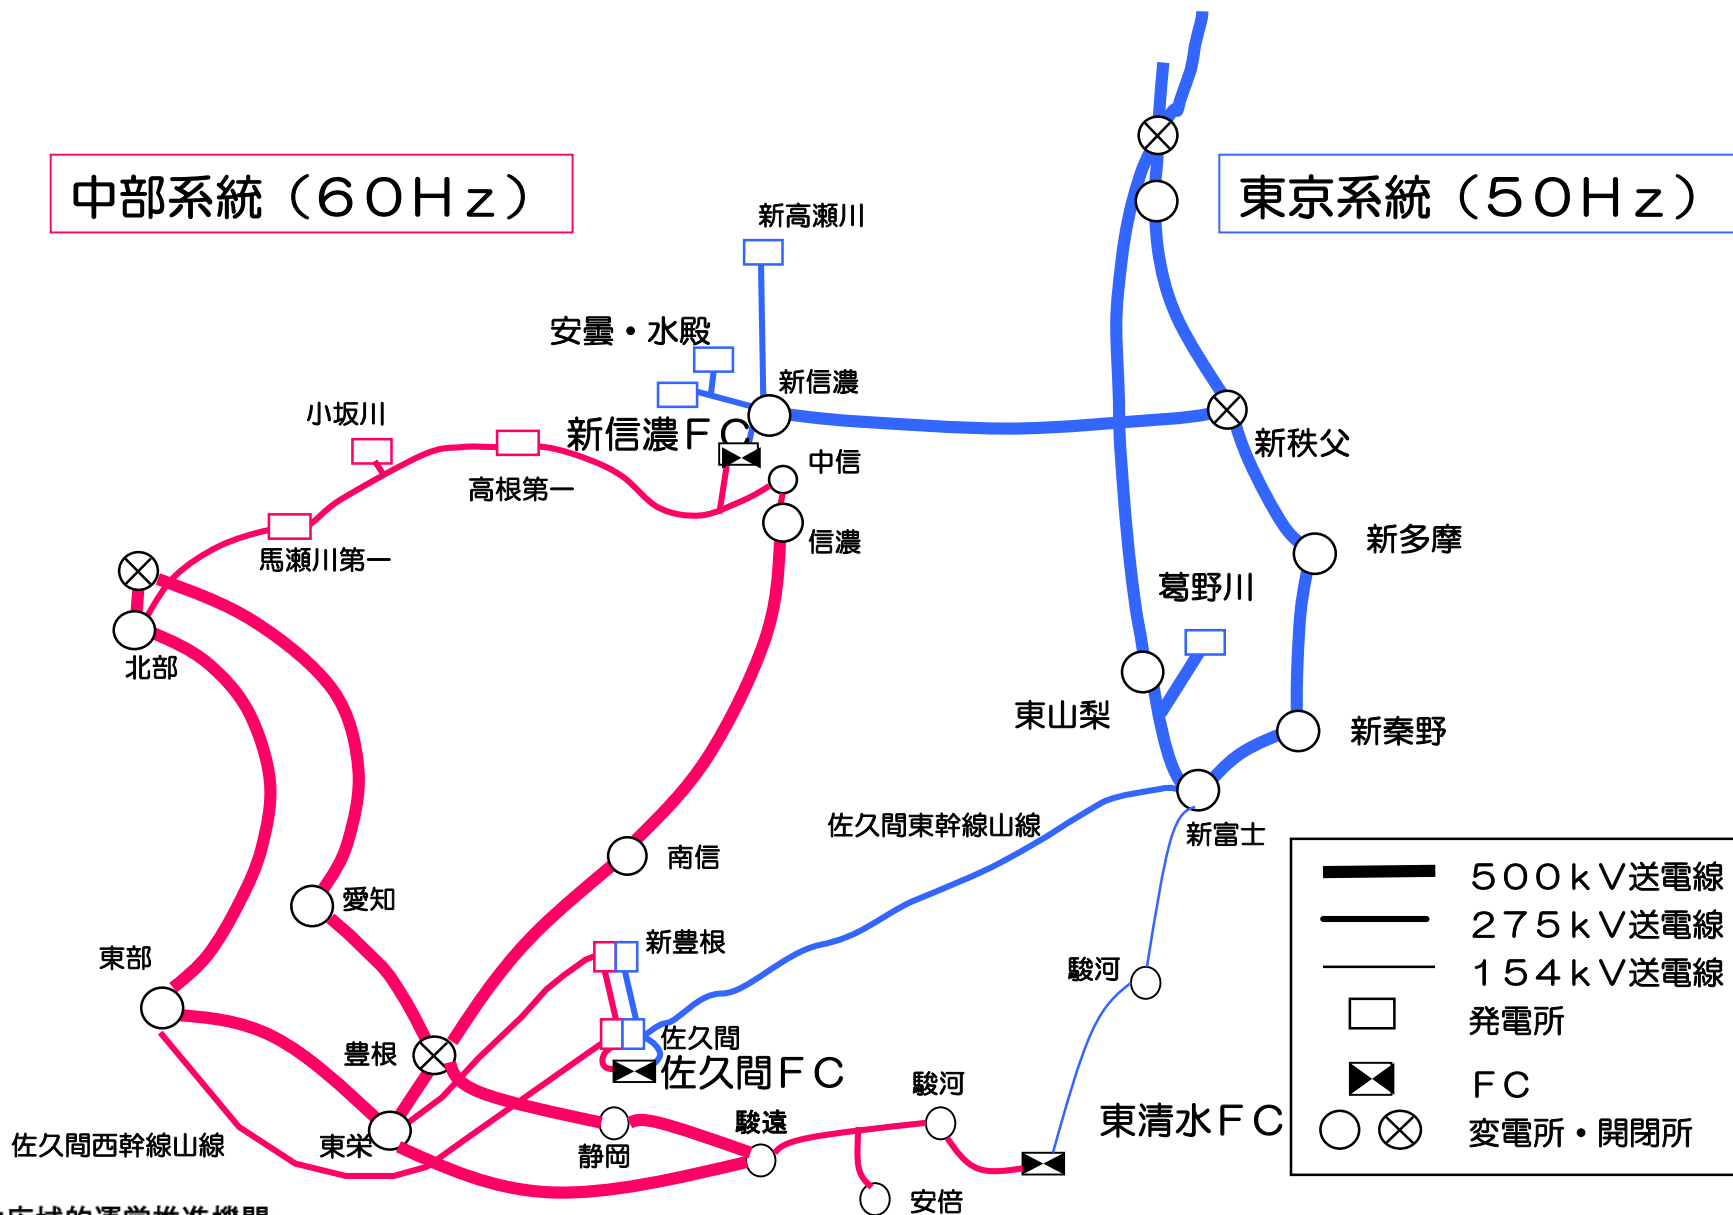 中部系統（６０Ｈｚ）
東京系統（５０Ｈｚ）
新高瀬川
安曇・水殿
新信濃
小坂川
新信濃Ｆ
新秩父
中信
高根第一
信濃
新多摩
馬瀬川第一
葛野川
北部
東山梨
新秦野
佐久間東幹線山線
新富士
南信
５００ｋＶ送電線
愛知
２７５ｋＶ送電線
新豊根
東部
駿河
１５４ｋＶ送電線
発電所
佐久間
豊根
佐久間ＦＣ
駿河
ＦＣ
東清水ＦＣ
駿遠
変電所・開閉所
佐久間西幹線山線
東栄
静岡
安倍